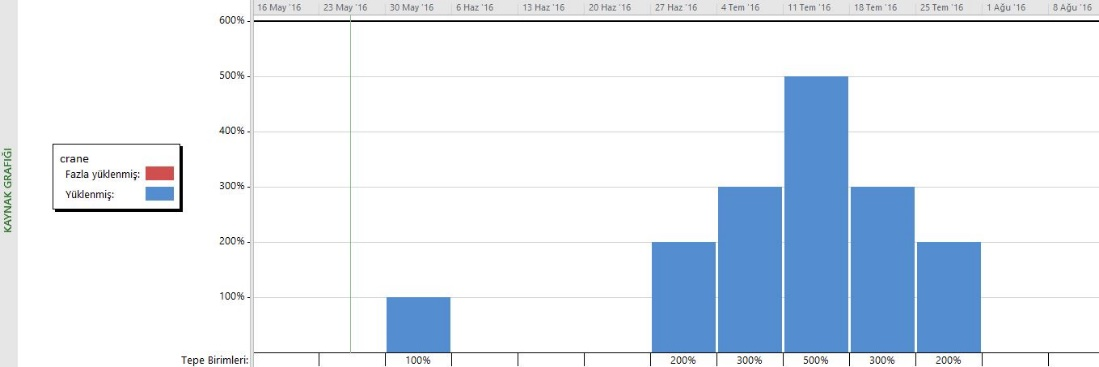 16 May '16 23 May '16 30 May '16 6 Haz '16 13 Haz '16 20 Haz '16 27 Haz '16 4 Tem '16 11 Tem '16 18 Tem '16 25 Tem '16 1 Ağu '16 8 Ağu '16
600%
500%
400%
300%
200%
100%
KAYNAK GRAFIĞI
crane
Fazla yüklenmiş:
Yüklenmiş:
Tepe Birimleri: 100% 200% 300% 500% 300% 200%